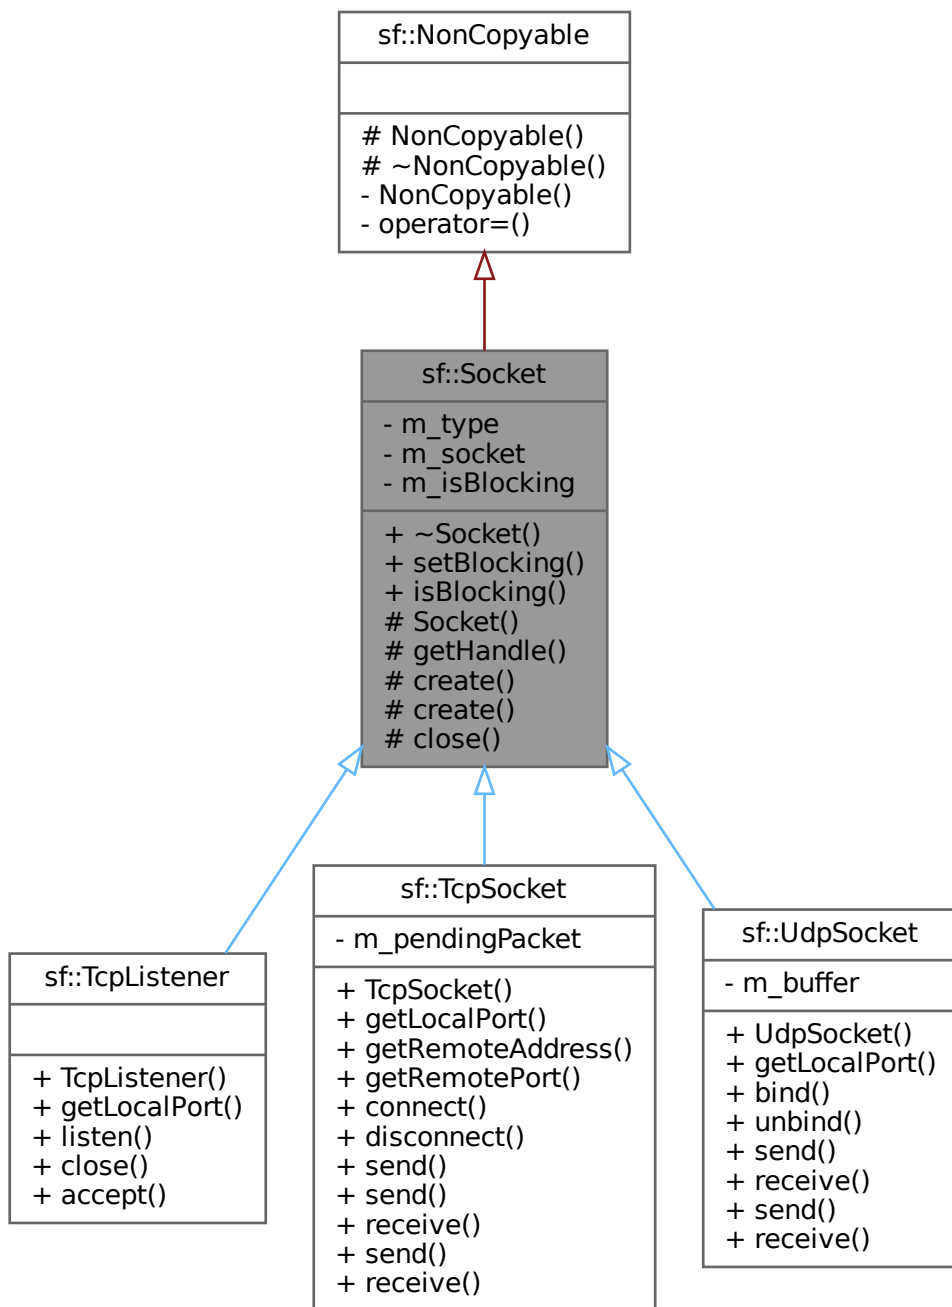 sf::NonCopyable
# NonCopyable()
# ~NonCopyable()
- NonCopyable()
- operator=()
sf::Socket
- m_type
- m_socket
- m_isBlocking
+ ~Socket()
+ setBlocking()
+ isBlocking()
# Socket()
# getHandle()
# create()
# create()
# close()
sf::TcpListener
+ TcpListener()
+ getLocalPort()
+ listen()
+ close()
+ accept()
sf::TcpSocket
- m_pendingPacket
+ TcpSocket()
+ getLocalPort()
+ getRemoteAddress()
+ getRemotePort()
+ connect()
+ disconnect()
+ send()
+ send()
+ receive()
+ send()
+ receive()
sf::UdpSocket
- m_buffer
+ UdpSocket()
+ getLocalPort()
+ bind()
+ unbind()
+ send()
+ receive()
+ send()
+ receive()